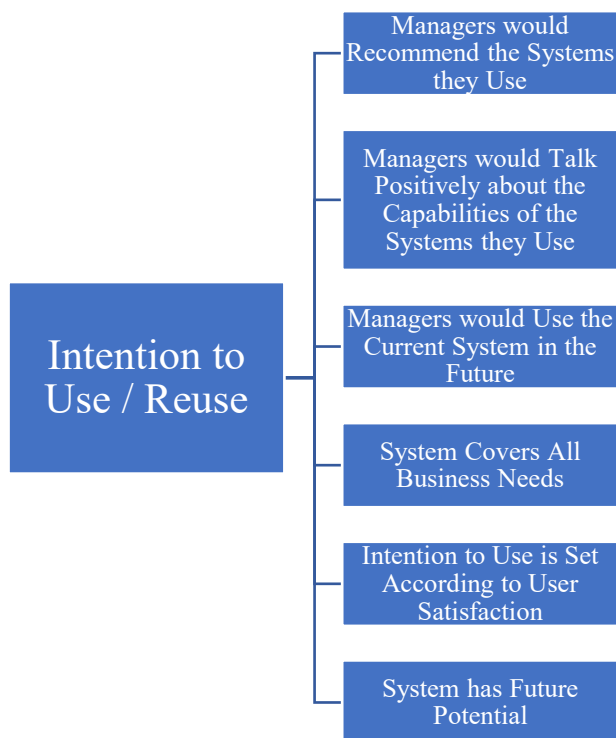 Managers would
Recommend the Systems
they Use
Managers would Talk
Positively about the
Capabilities of the
Systems they Use
Intention to
Use / Reuse
Managers would Use the
Current System in the
Future
System Covers All
Business Needs
Intention to Use is Set
According to User
Satisfaction
System has Future
Potential